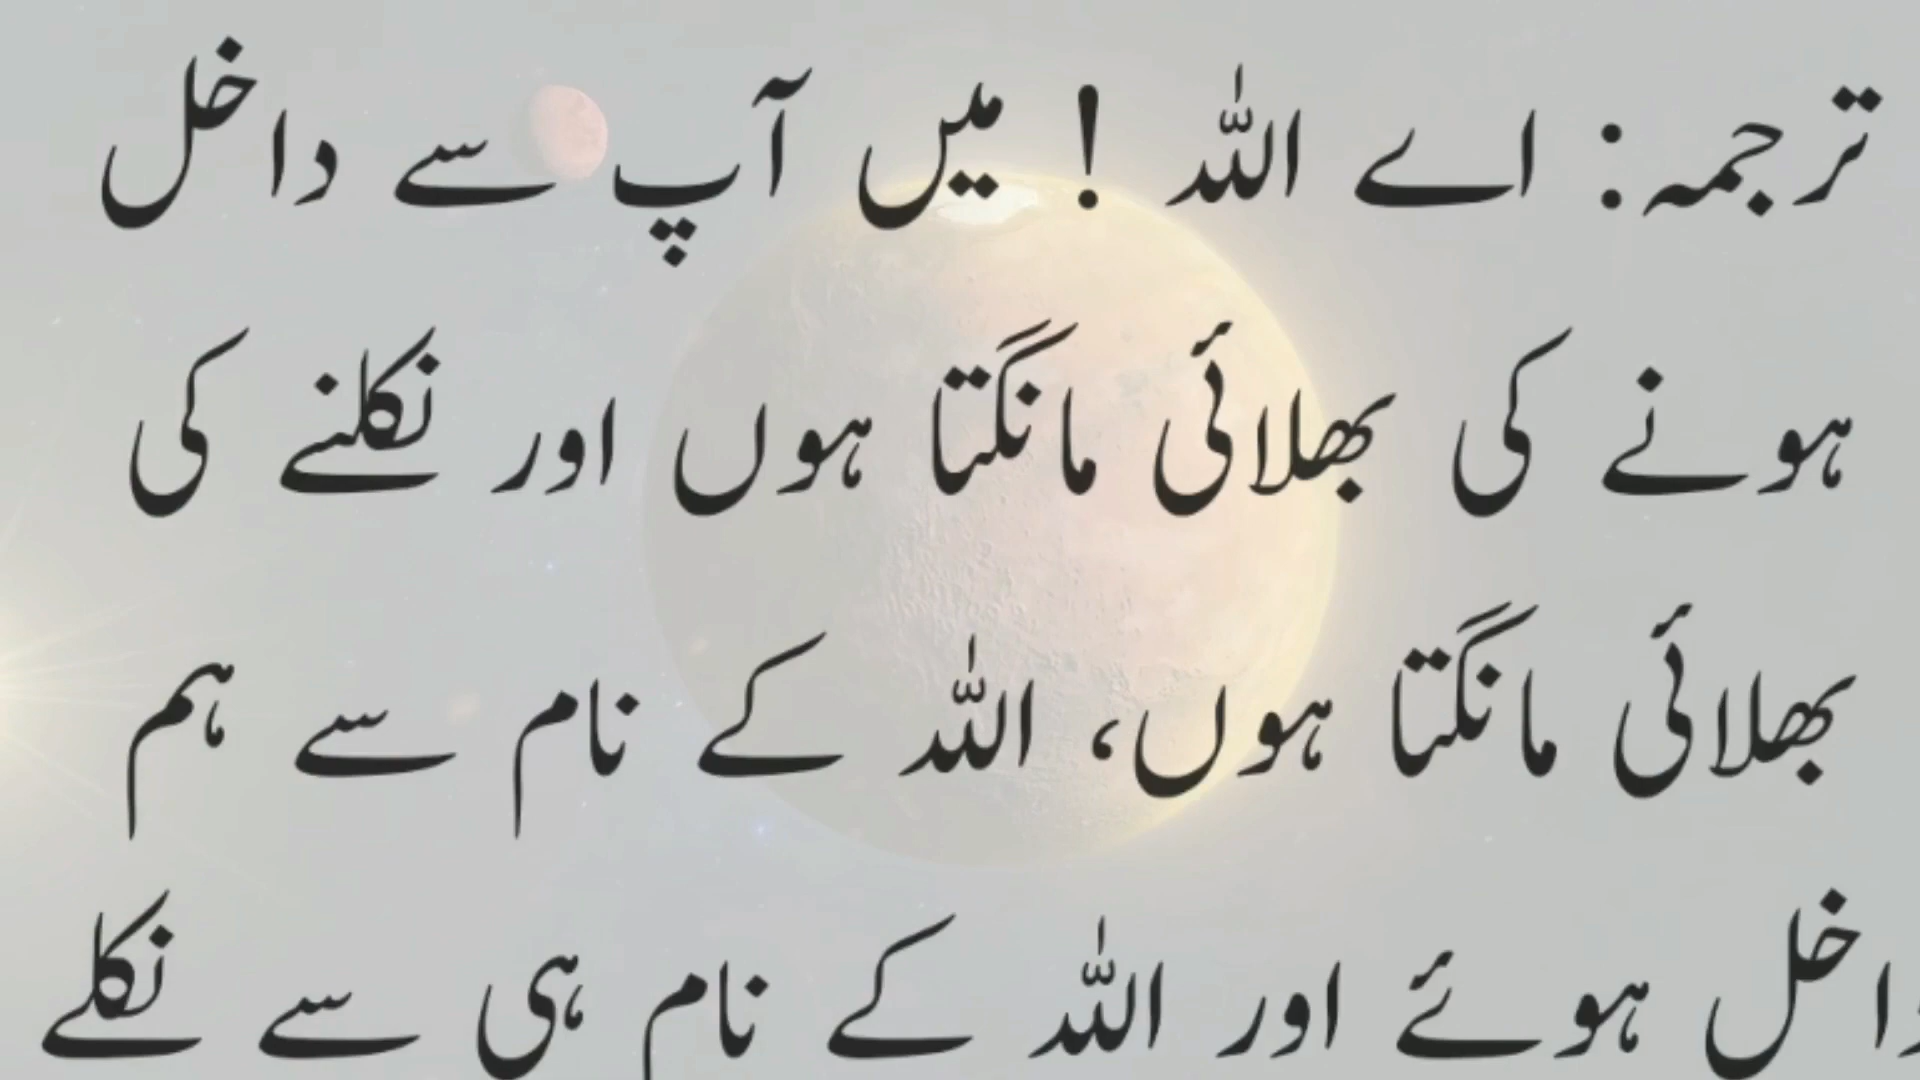 ترجمہ: اے اللہ ! میں آپ سے داخل
ہونے کی بھلائی مانگتا ہوں اور نکلنے کی
بھلائی مانگتا ہوں، اللہ کے نام سے ہم
داخل ہوئے اور اللہ کے نام ہی سے نکلے